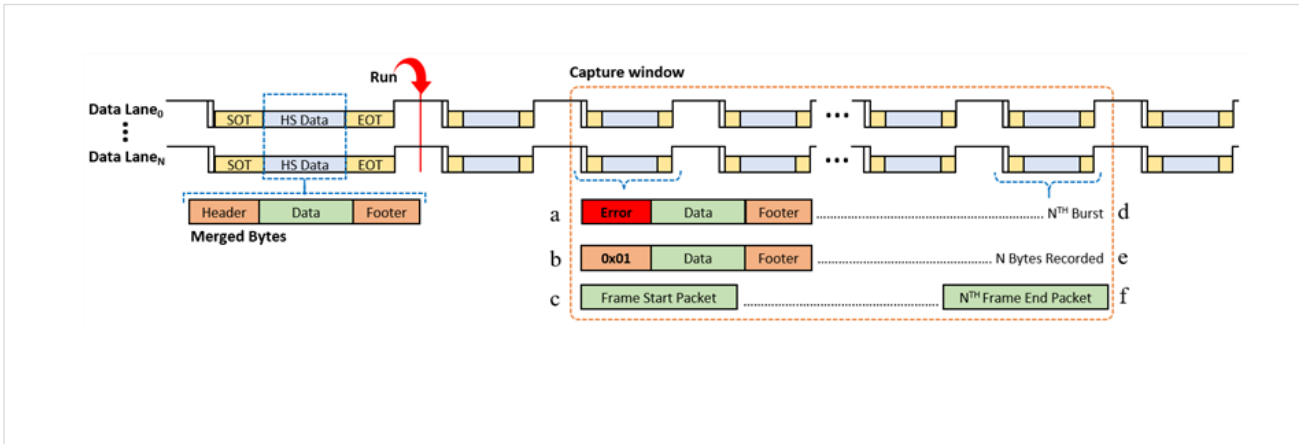 Run
Capture window
Data Lane0
SOT HS Data EOT
Data LaneN
SOT HS Data EOT
Header Data Footer
Merged Bytes
a Error Data Footer NTH Burst d
b 0x01 Data Footer N Bytes Recorded e
c Frame Start Packet NTH Frame End Packet f